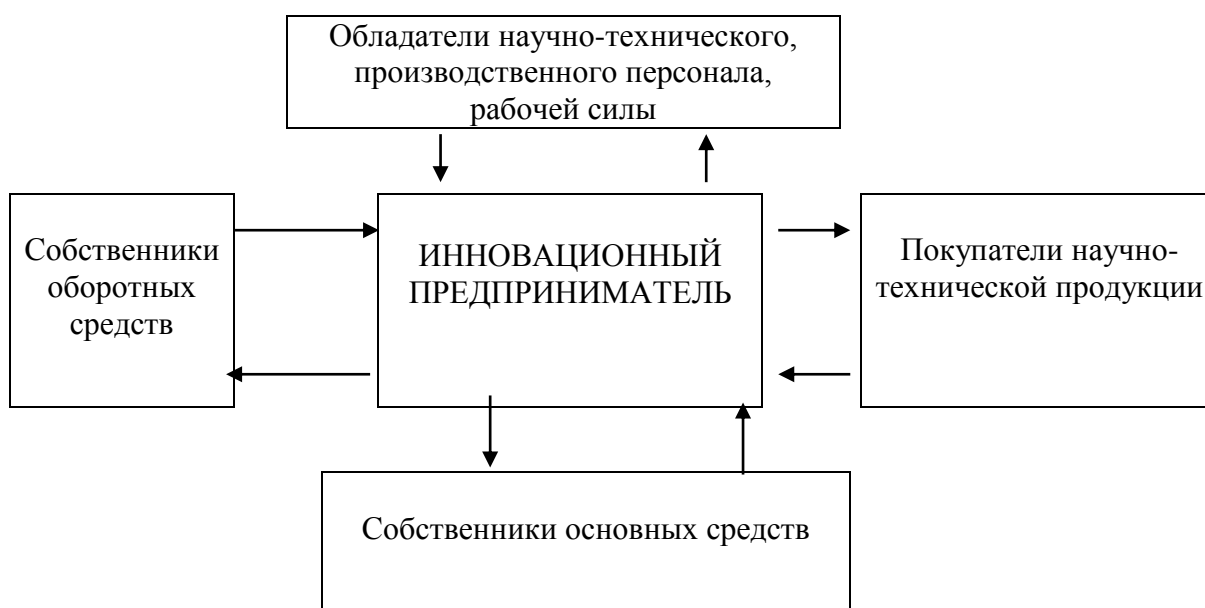 Обладатели научно-технического,
производственного персонала,
рабочей силы
Собственники
оборотных
средств
ИННОВАЦИОННЫЙ
ПРЕДПРИНИМАТЕЛЬ
Покупатели научно-
технической продукции
Собственники основных средств